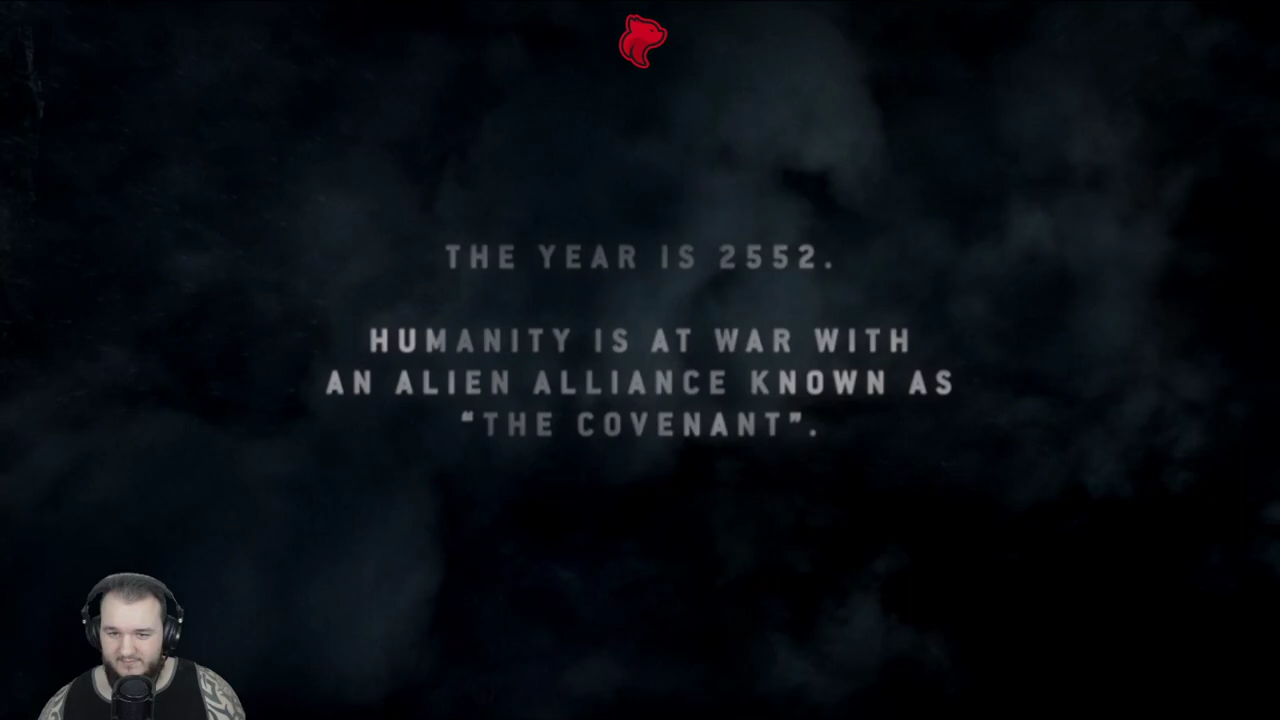 THE YEAR IS 2552.
HUMANITY IS AT WAR WITH
AN ALIEN ALLIANCE KNOWN AS
“THE COVENANT”.